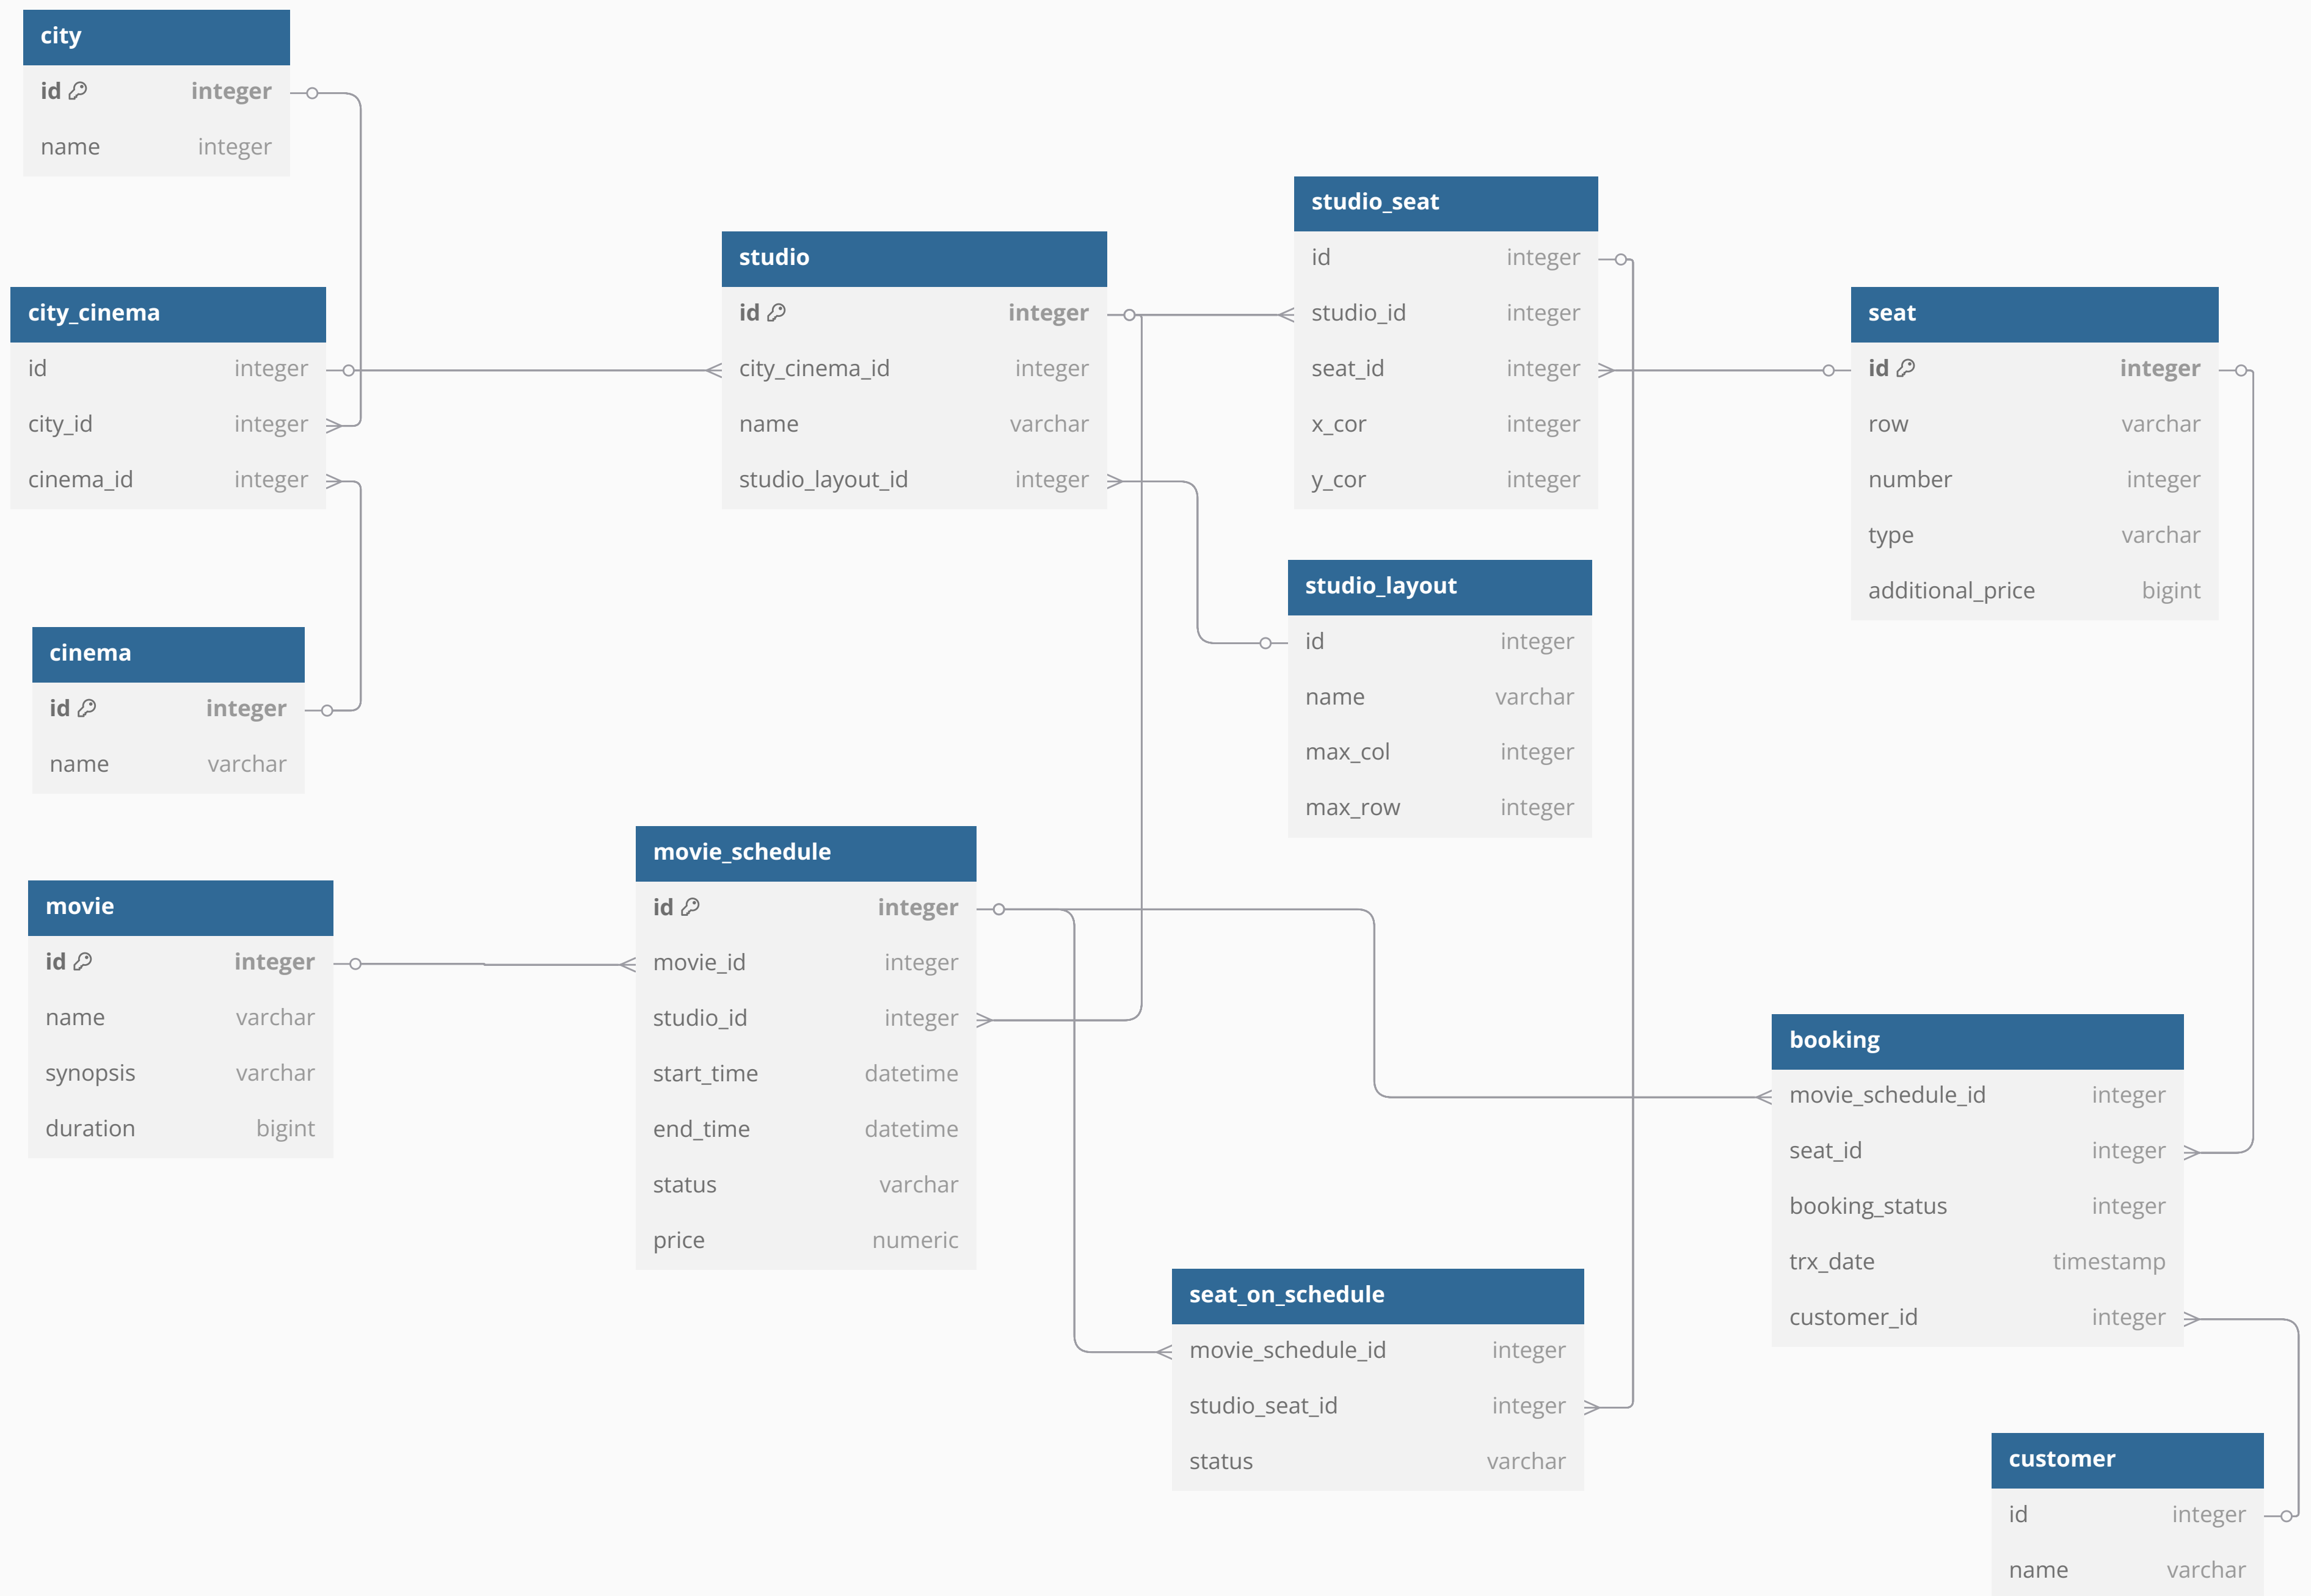 city
id integer
name integer
city_cinema
id integer
city_id integer
cinema_id integer
cinema
id integer
name varchar
movie
id integer
name varchar
synopsis varchar
duration bigint
studio
id integer
city_cinema_id integer
name varchar
studio_layout_id integer
movie_schedule
id integer
movie_id integer
studio_id integer
start_time datetime
end_time datetime
status varchar
price numeric
studio_seat
id integer
studio_id integer
seat_id integer
x_cor integer
y_cor integer
studio_layout
id integer
name varchar
max_col integer
max_row integer
seat_on_schedule
movie_schedule_id integer
studio_seat_id integer
status varchar
seat
id integer
row varchar
number integer
type varchar
additional_price bigint
booking
movie_schedule_id integer
seat_id integer
booking_status integer
trx_date timestamp
customer_id integer
customer
id integer
name varchar